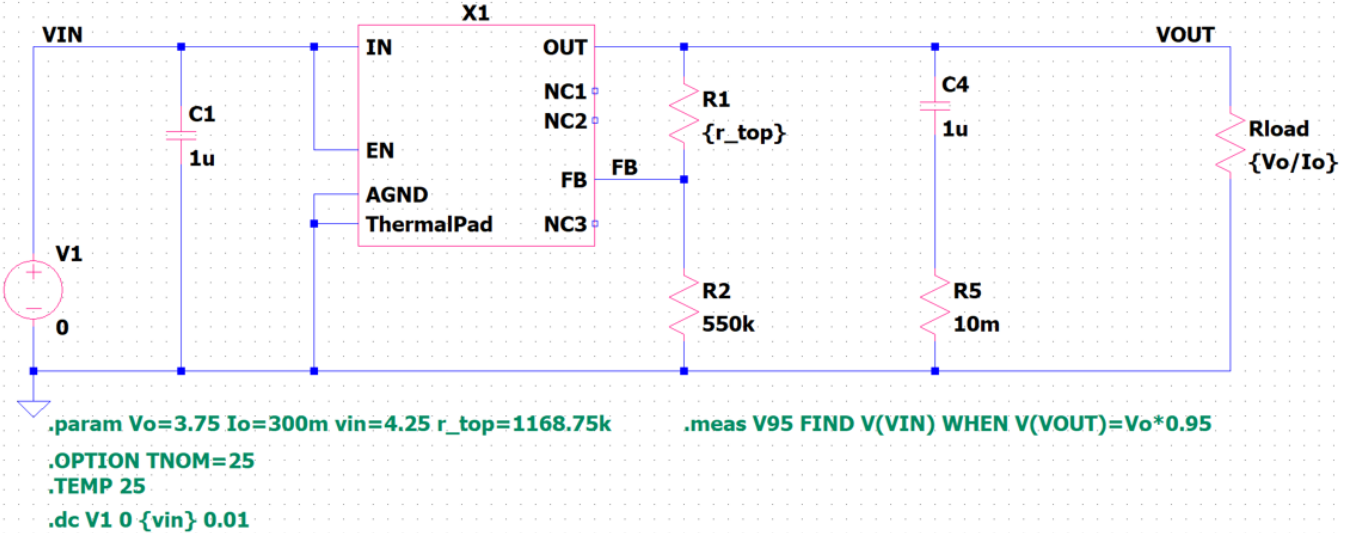 X1
VIN
IN
OUT
VOUT
NC1
NC2
C1
1u
R1
{r_top}
C4
1u
Rload
{Vo/Io}
EN
FB
FB
AGND
ThermalPad
NC3
V1
+
−
0
R2
550k
R5
10m
.param Vo=3.75 Io=300m vin=4.25 r_top=1168.75k
.meas V95 FIND V(VIN) WHEN V(VOUT)=Vo*0.95
.OPTION TNOM=25
.TEMP 25
.dc V1 0 {vin} 0.01